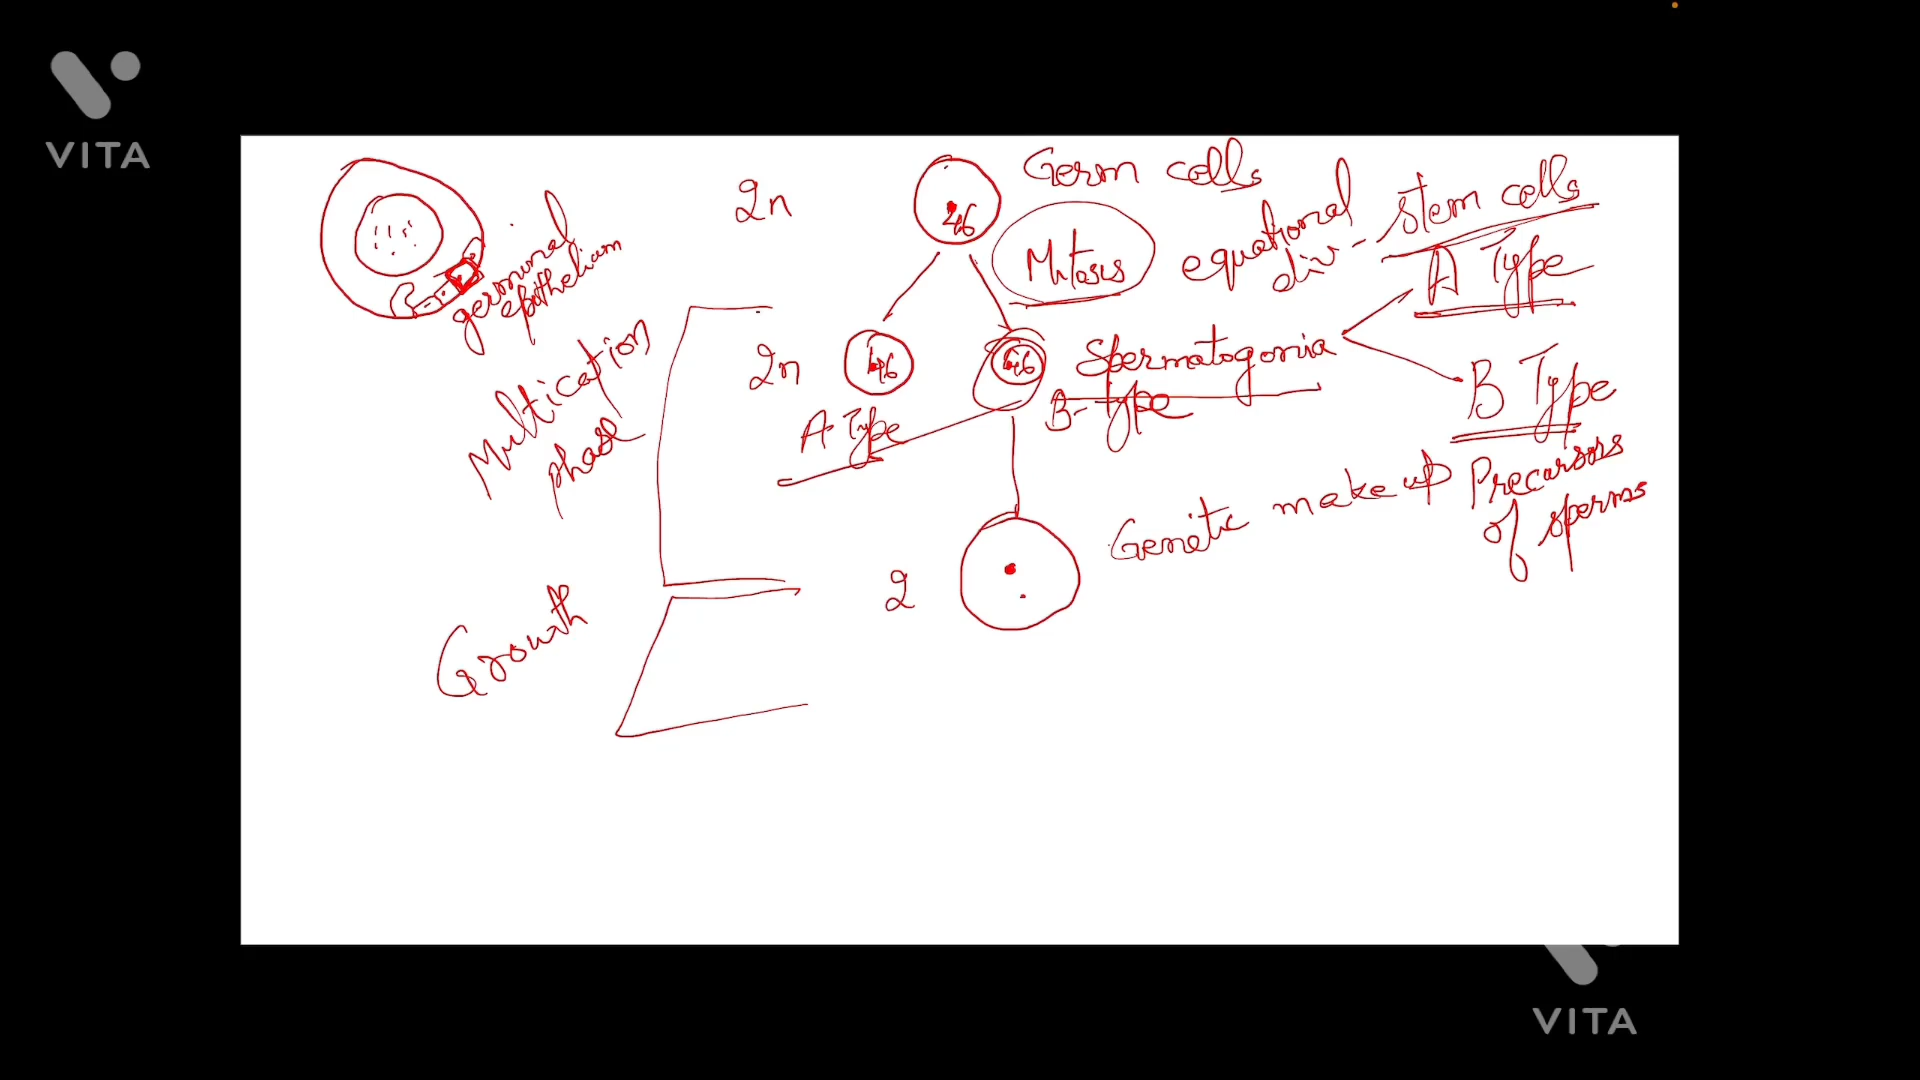 VITA
Germ cells
2n
46
Mitosis
equational
div -
stem cells
A Type
germinal
epithelium
2n
46
46
Spermatogonia
A-Type
B-Type
B Type
Multication
phase
Genetic make up
Precursors
of sperms
2
Growth
VITA